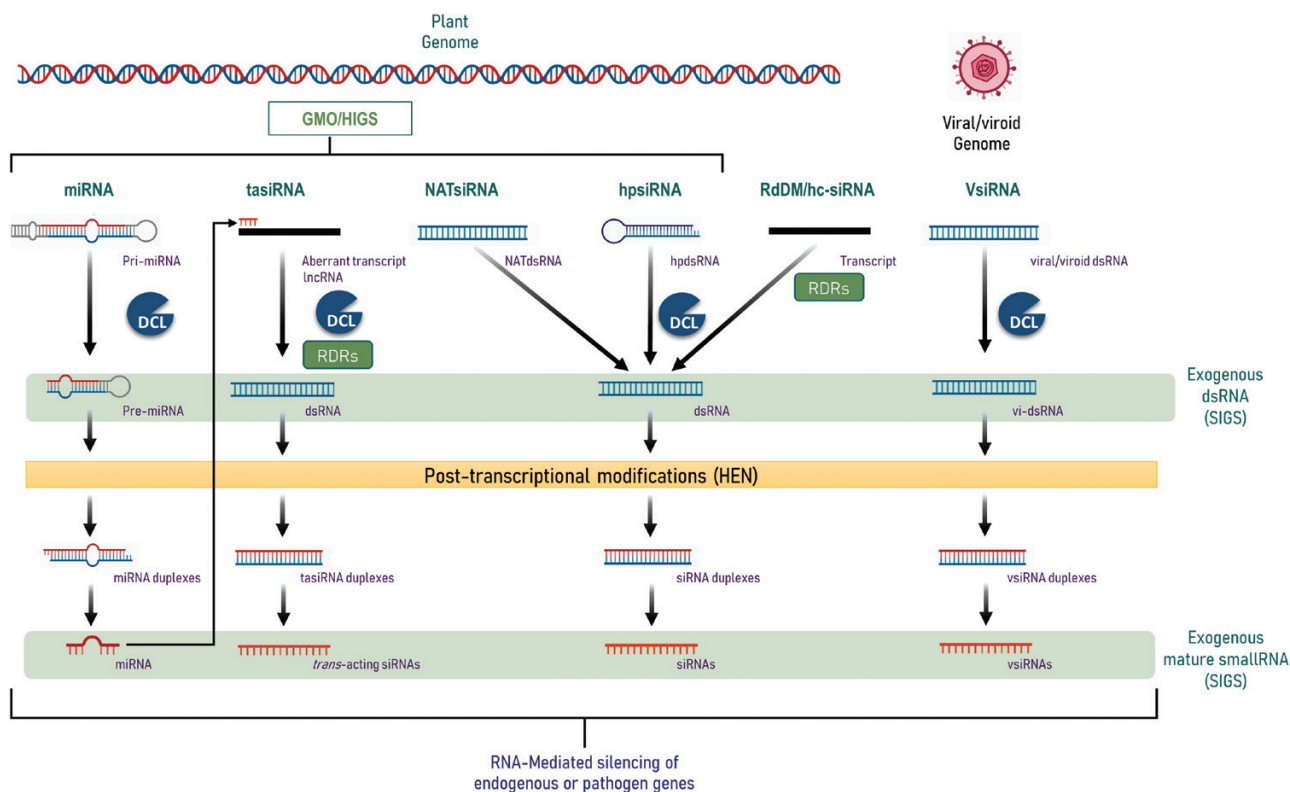 Plant
Genome
GMO/HIGS
Viral/viroid
Genome
miRNA
tasiRNA
NATsiRNA
hpsiRNA
RdDM/hc-siRNA
VsiRNA
Pri-miRNA
Aberrant transcript
lncRNA
NATdsRNA
hpdsRNA
Transcript
viral/viroid dsRNA
DCL
DCL
RDRs
DCL
RDRs
DCL
Pre-miRNA
dsRNA
dsRNA
vi-dsRNA
Exogenous
dsRNA
(SIGS)
Post-transcriptional modifications (HEN)
miRNA duplexes
tasiRNA duplexes
siRNA duplexes
vsiRNA duplexes
miRNA
trans-acting siRNAs
siRNAs
vsiRNAs
Exogenous
mature smallRNA
(SIGS)
RNA-Mediated silencing of
endogenous or pathogen genes